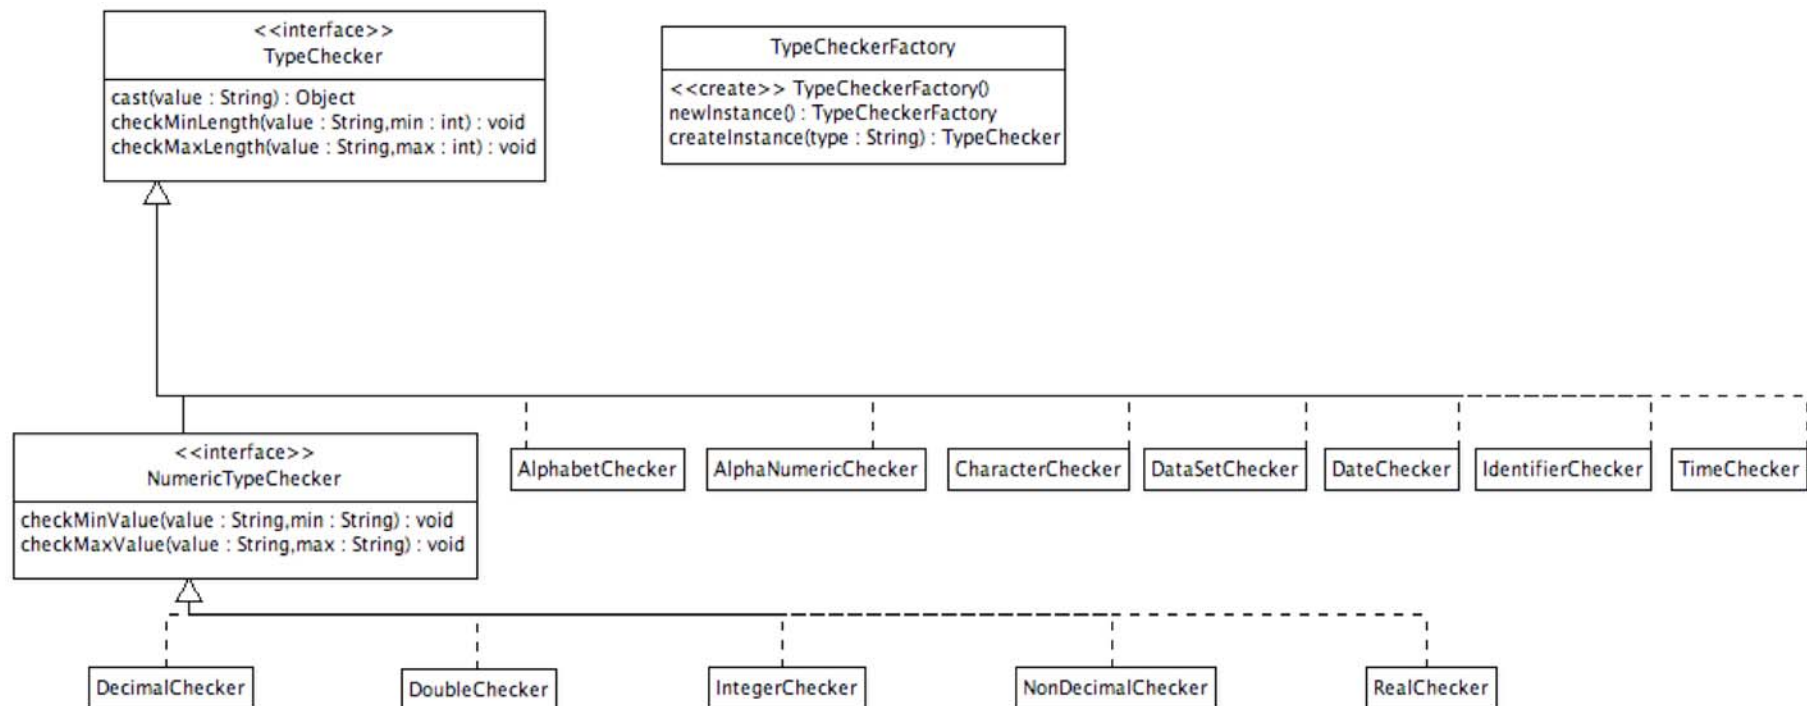 <<interface>>
TypeChecker
cast(value : String) : Object
checkMinLength(value : String,min : int) : void
checkMaxLength(value : String,max : int) : void
TypeCheckerFactory
<<create>> TypeCheckerFactory()
newInstance() : TypeCheckerFactory
createInstance(type : String) : TypeChecker
<<interface>>
NumericTypeChecker
checkMinValue(value : String,min : String) : void
checkMaxValue(value : String,max : String) : void
AlphabetChecker
AlphaNumericChecker
CharacterChecker
DataSetChecker
DateChecker
IdentifierChecker
TimeChecker
DecimalChecker
DoubleChecker
IntegerChecker
NonDecimalChecker
RealChecker